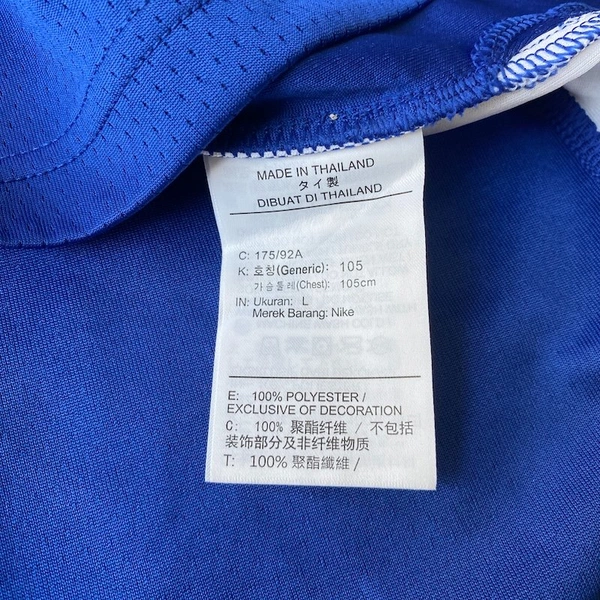 MADE IN THAILAND
タイ製
DIBUAT DI THAILAND
C: 175/92A
K: 호칭(Generic): 105
가슴둘레(Chest): 105cm
IN: Ukuran: L
Merek Barang: Nike
E: 100% POLYESTER /
EXCLUSIVE OF DECORATION
C: 100% 聚酯纤维 / 不包括
装饰部分及非纤维物质
T: 100% 聚酯纖維 /